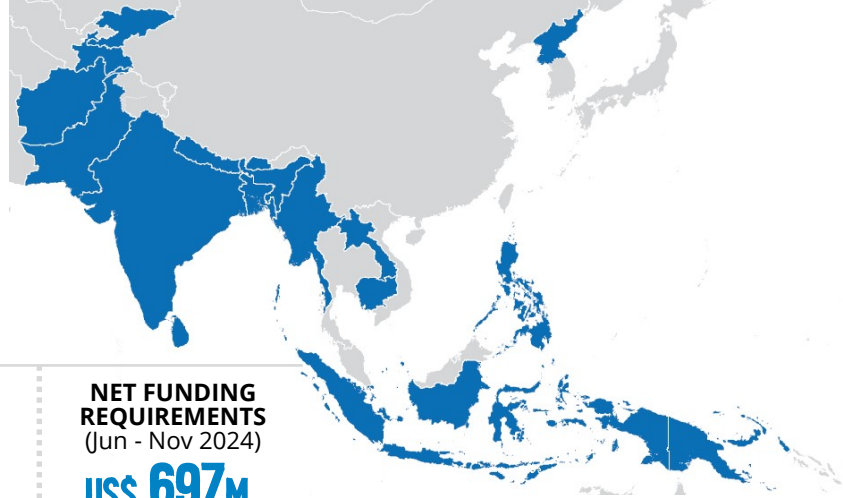 NET FUNDING
REQUIREMENTS
(Jun - Nov 2024)
US$ 697M